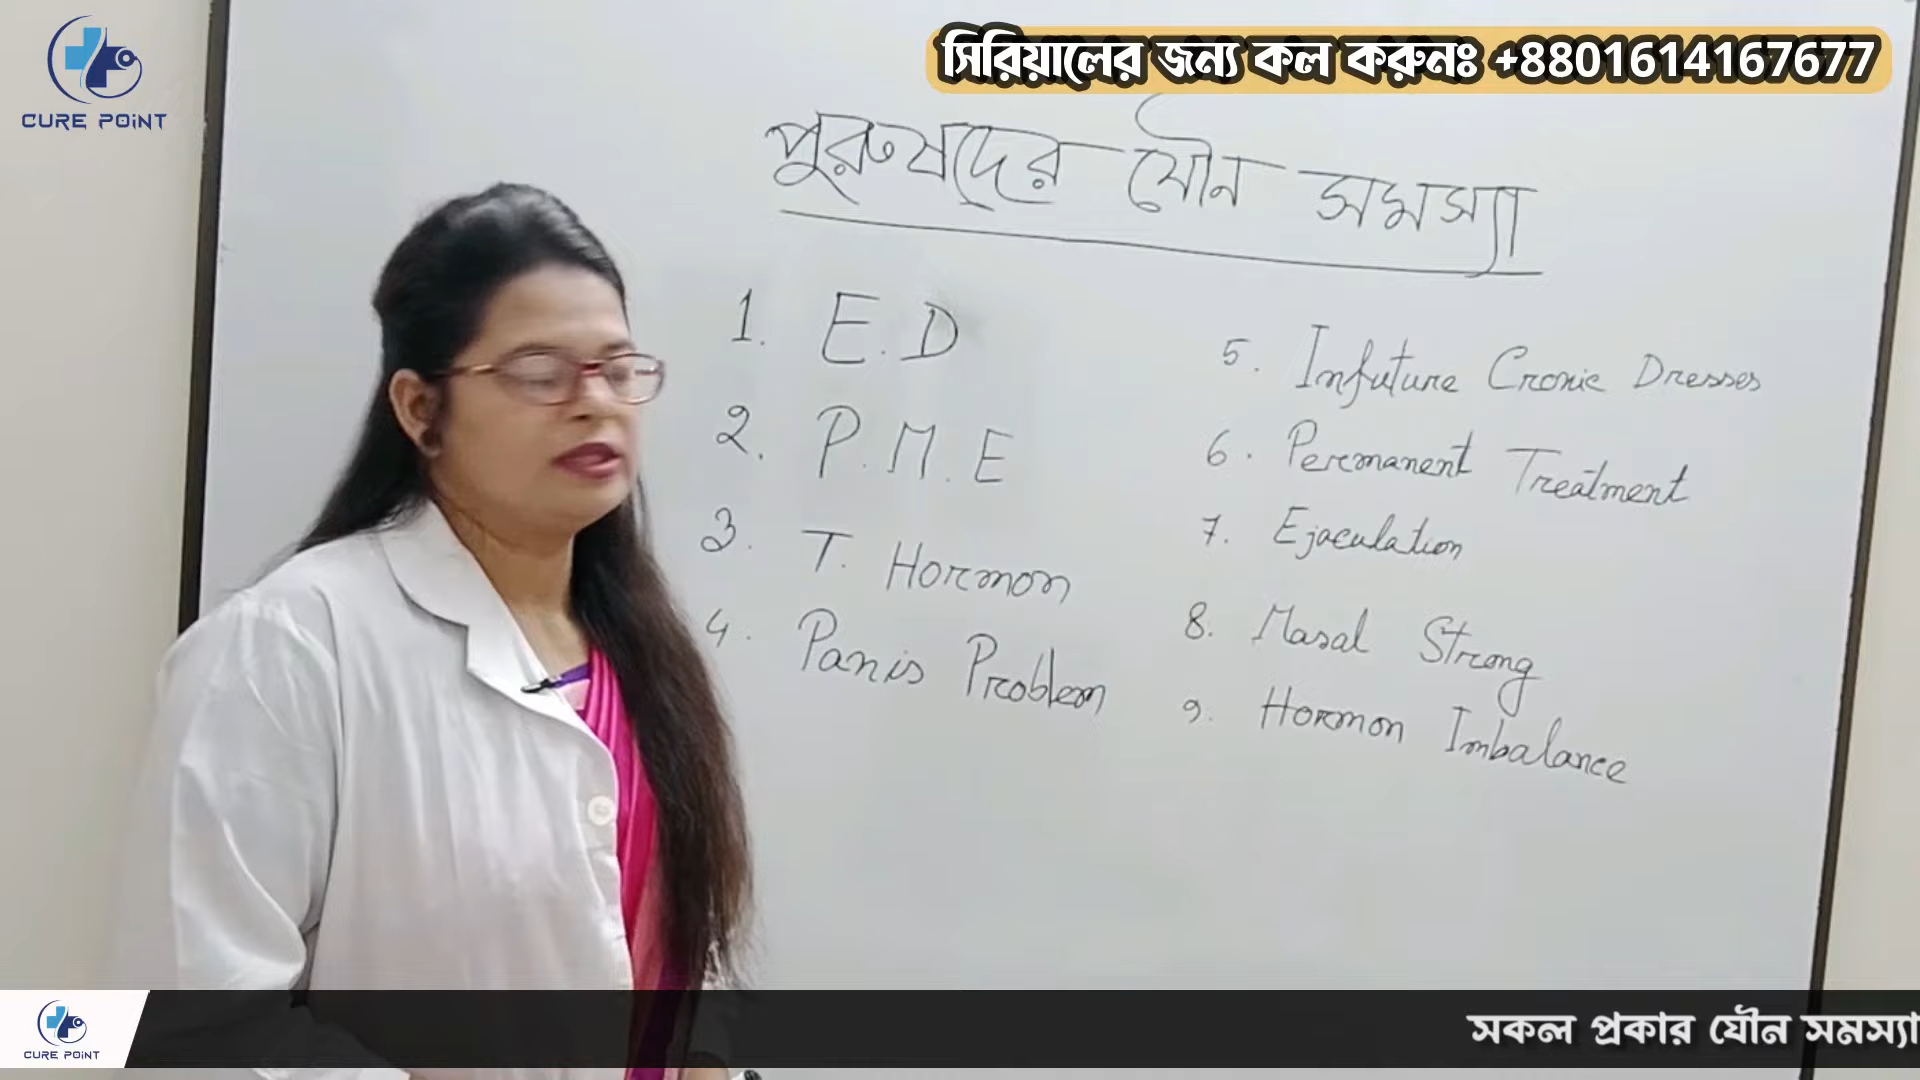 সিরিয়ালের জন্য কল করুনঃ +8801614167677
CURE POiNT
পুরুষদের যৌন সমস্যা
1. E.D
2. P.M.E
3. T. Hormon
4. Panis Problem
5. Infuture Cronic Dresses
6. Permanent Treatment
7. Ejaculation
8. Masal Strong
9. Hormon Imbalance
CURE POiNT
সকল প্রকার যৌন সমস্যা